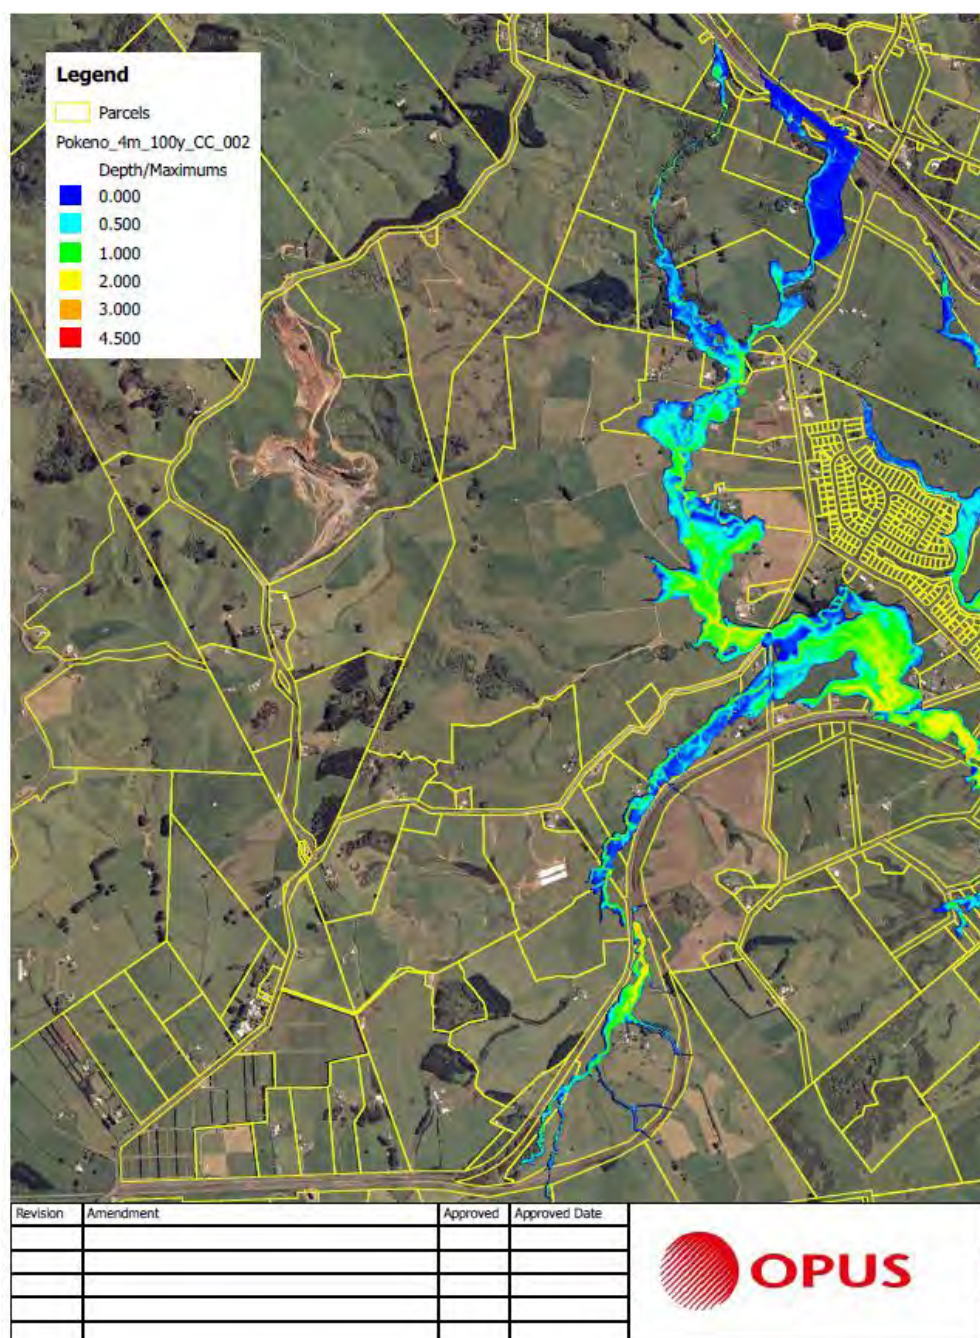 Legend
Parcels
Pokeno_4m_100y_CC_002
Depth/Maximums
0.000
0.500
1.000
2.000
3.000
4.500
Revision Amendment Approved Approved Date
OPUS